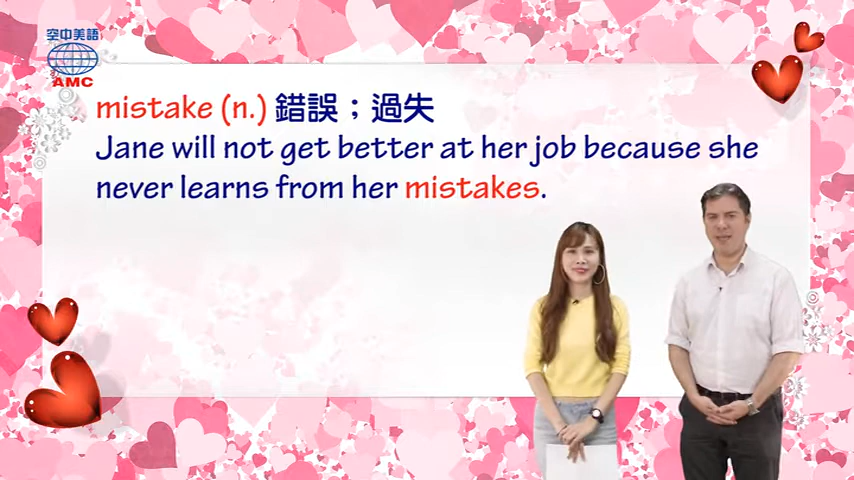 空中美語
AMC
mistake (n.) 錯誤；過失
Jane will not get better at her job because she
never learns from her mistakes.